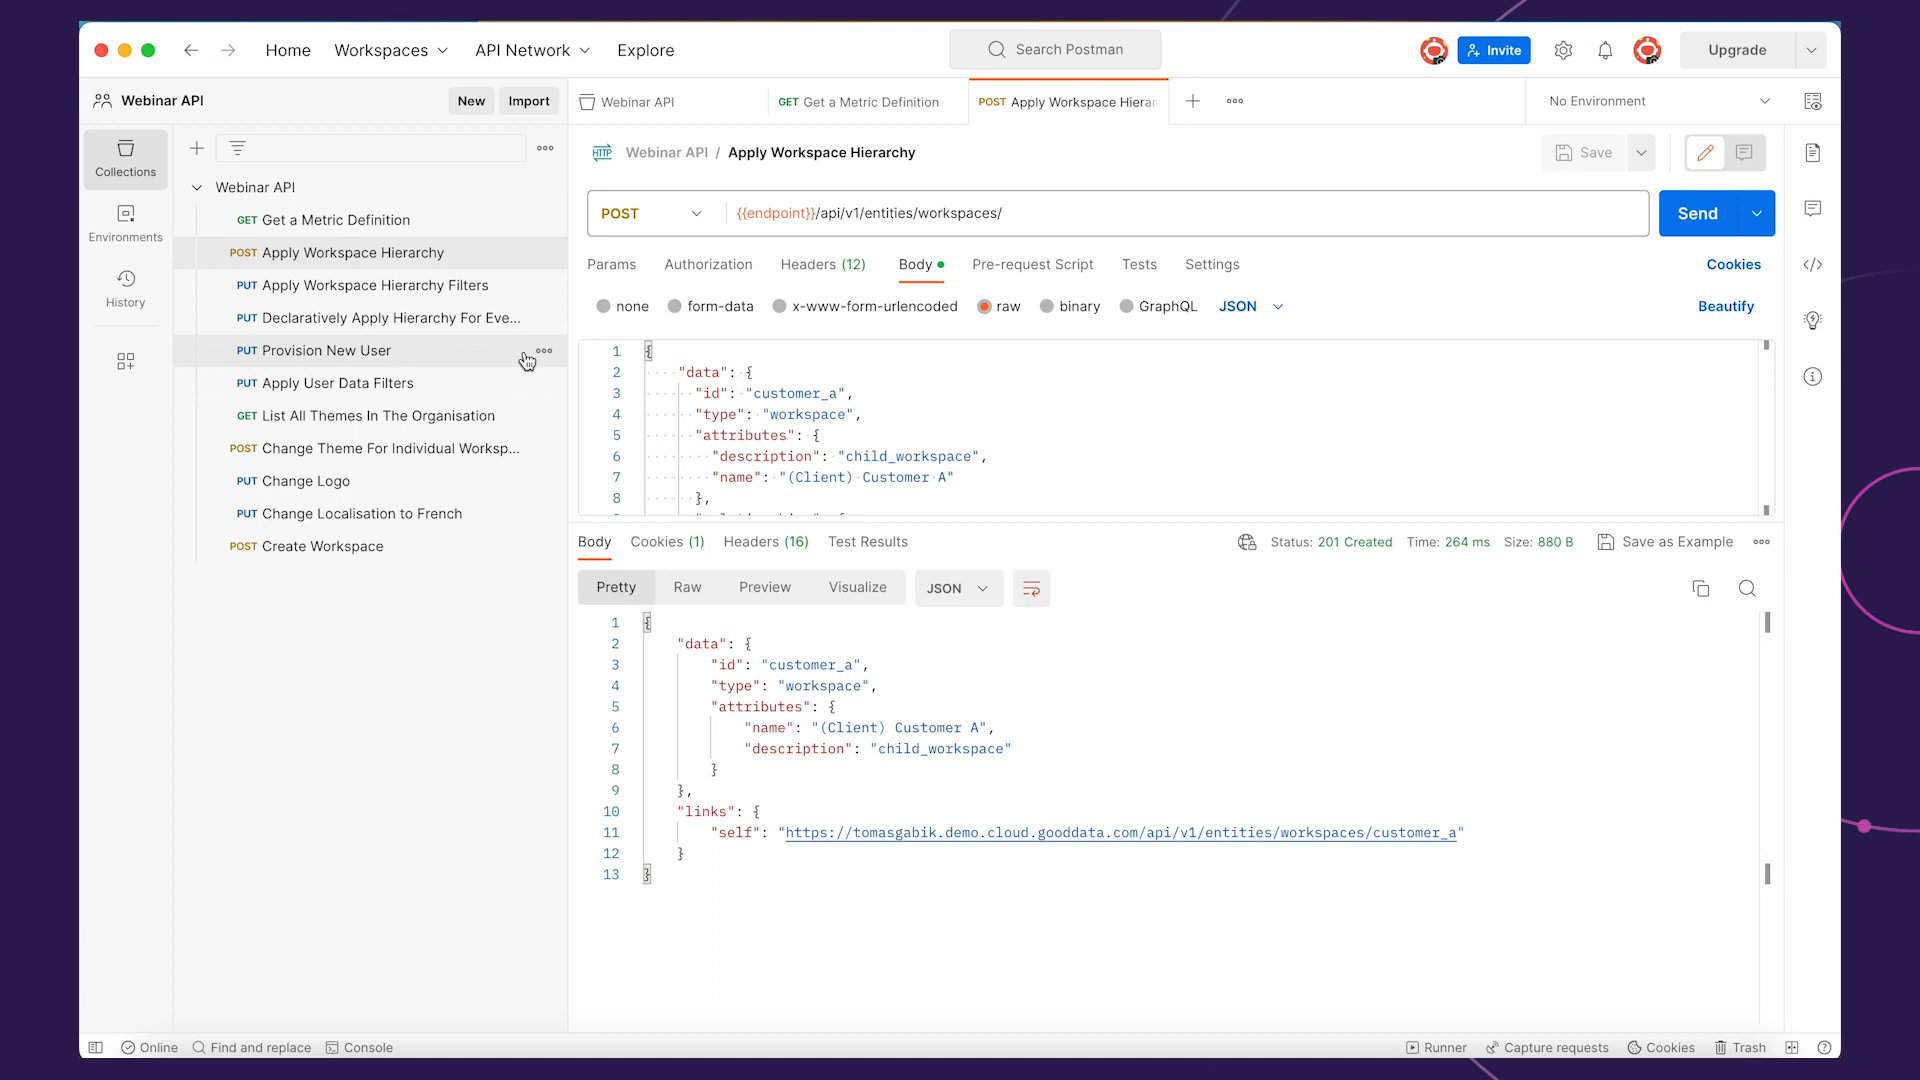 Home
Workspaces
API Network
Explore
Search Postman
Invite
Upgrade
Webinar API
New
Import
Webinar API
GET Get a Metric Definition
POST Apply Workspace Hierar
No Environment
Collections
Environments
History
Webinar API
GET Get a Metric Definition
POST Apply Workspace Hierarchy
PUT Apply Workspace Hierarchy Filters
PUT Declaratively Apply Hierarchy For Eve...
PUT Provision New User
PUT Apply User Data Filters
GET List All Themes In The Organisation
POST Change Theme For Individual Worksp...
PUT Change Logo
PUT Change Localisation to French
POST Create Workspace
HTTP Webinar API / Apply Workspace Hierarchy
Save
POST
{{endpoint}}/api/v1/entities/workspaces/
Send
Params
Authorization
Headers (12)
Body
Pre-request Script
Tests
Settings
Cookies
none
form-data
x-www-form-urlencoded
raw
binary
GraphQL
JSON
Beautify
1 {
2 "data": {
3 "id": "customer_a",
4 "type": "workspace",
5 "attributes": {
6 "description": "child_workspace",
7 "name": "(Client) Customer A"
8 },
Body
Cookies (1)
Headers (16)
Test Results
Status: 201 Created
Time: 264 ms
Size: 880 B
Save as Example
Pretty
Raw
Preview
Visualize
JSON
1 {
2 "data": {
3 "id": "customer_a",
4 "type": "workspace",
5 "attributes": {
6 "name": "(Client) Customer A",
7 "description": "child_workspace"
8 }
9 },
10 "links": {
11 "self": "https://tomasgabik.demo.cloud.gooddata.com/api/v1/entities/workspaces/customer_a"
12 }
13 }
Online
Find and replace
Console
Runner
Capture requests
Cookies
Trash